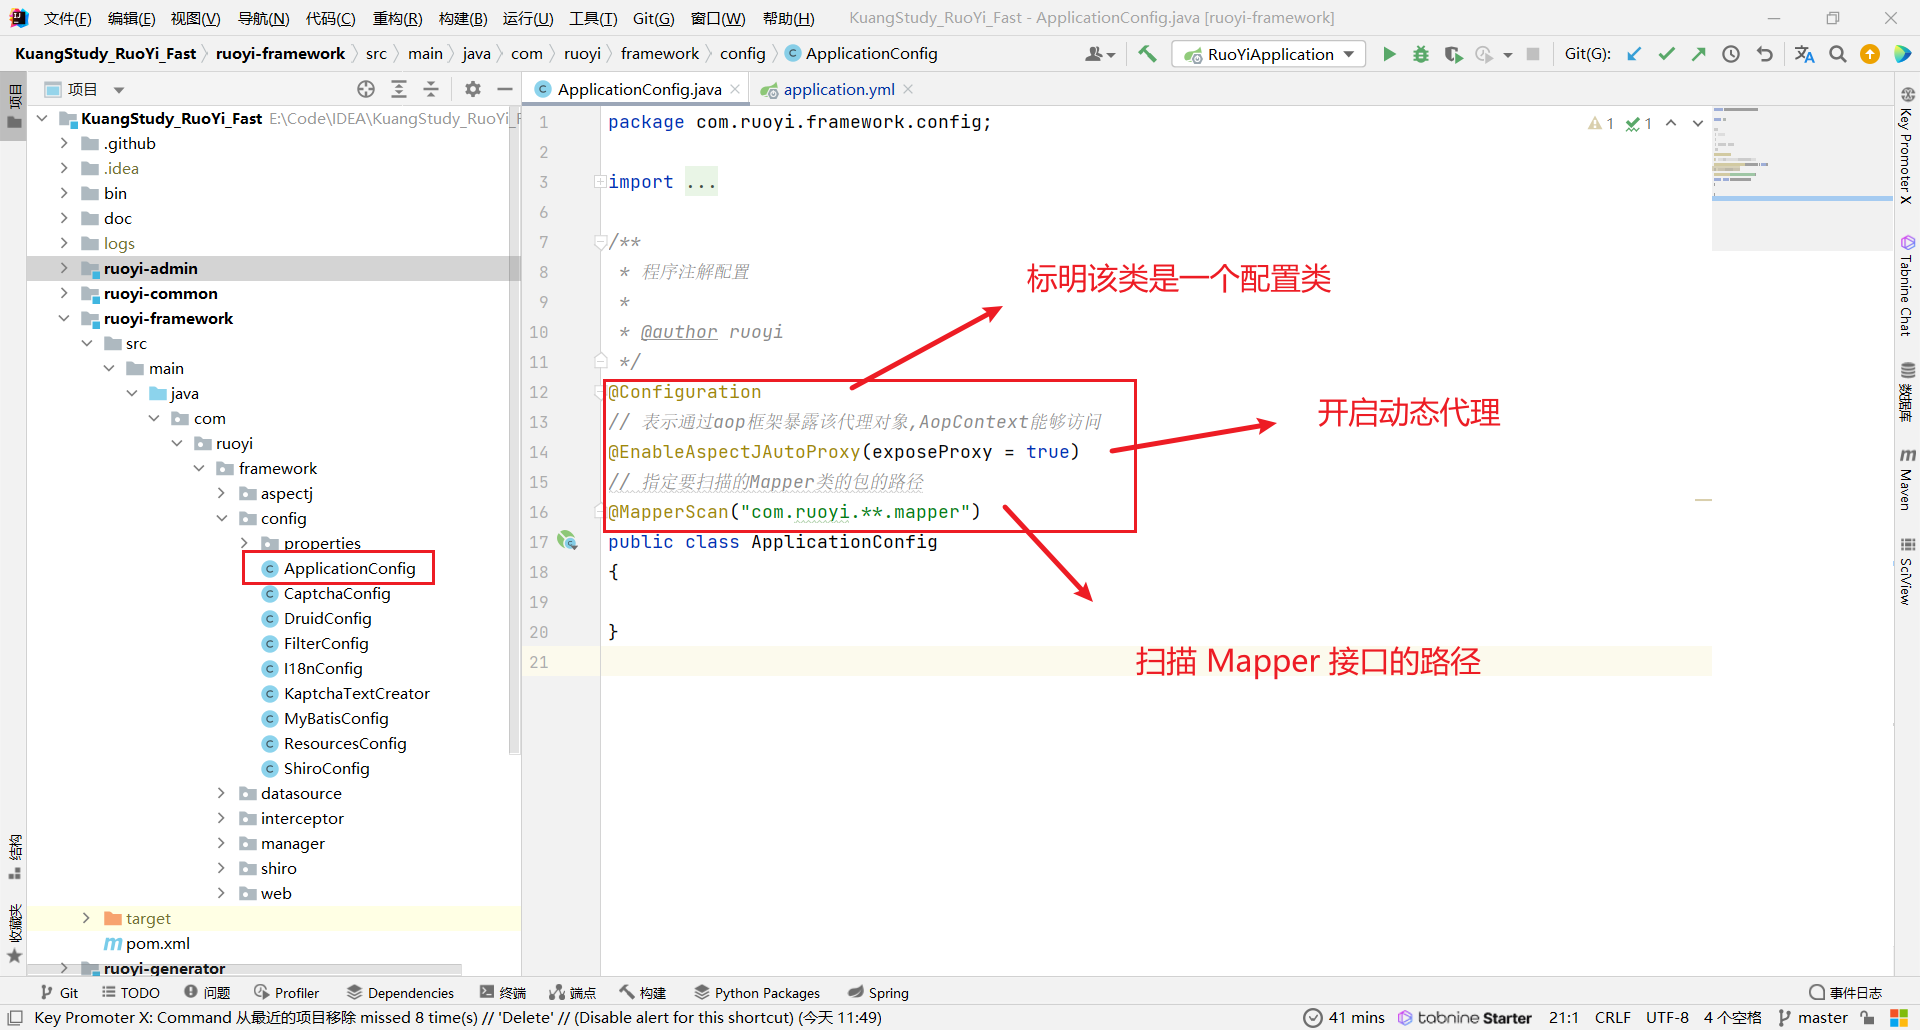 文件(F) 编辑(E) 视图(V) 导航(N) 代码(C) 重构(R) 构建(B) 运行(U) 工具(T) Git(G) 窗口(W) 帮助(H) KuangStudy_RuoYi_Fast - ApplicationConfig.java [ruoyi-framework]
KuangStudy_RuoYi_Fast ruoyi-framework src main java com ruoyi framework config ApplicationConfig RuoYiApplication Git(G):
项目
项目
ApplicationConfig.java
application.yml
KuangStudy_RuoYi_Fast E:\Code\IDEA\KuangStudy_RuoYi_F
.github
.idea
bin
doc
logs
ruoyi-admin
ruoyi-common
ruoyi-framework
src
main
java
com
ruoyi
framework
aspectj
config
properties
ApplicationConfig
CaptchaConfig
DruidConfig
FilterConfig
I18nConfig
KaptchaTextCreator
MyBatisConfig
ResourcesConfig
ShiroConfig
datasource
interceptor
manager
shiro
web
target
pom.xml
ruoyi-generator
结构
收藏夹
1 package com.ruoyi.framework.config;
2
3 import ...
6
7 /**
8 * 程序注解配置
9 *
10 * @author ruoyi
11 */
12 @Configuration
13 // 表示通过aop框架暴露该代理对象,AopContext能够访问
14 @EnableAspectJAutoProxy(exposeProxy = true)
15 // 指定要扫描的Mapper类的包的路径
16 @MapperScan("com.ruoyi.**.mapper")
17 public class ApplicationConfig
18 {
19
20 }
21
1 1
标明该类是一个配置类
开启动态代理
扫描 Mapper 接口的路径
Key Promoter X
Tabnine Chat
数据库
Maven
SciView
Git TODO 问题 Profiler Dependencies 终端 端点 构建 Python Packages Spring 事件日志
Key Promoter X: Command 从最近的项目移除 missed 8 time(s) // 'Delete' // (Disable alert for this shortcut) (今天 11:49) 41 mins tabnine Starter 21:1 CRLF UTF-8 4 个空格 master